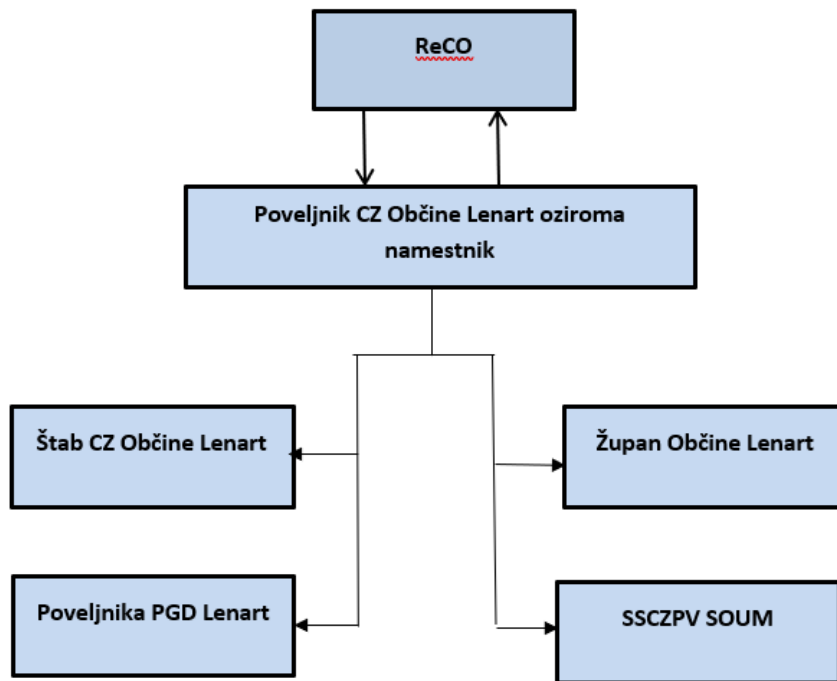 ReCO
Poveljnik CZ Občine Lenart oziroma
namestnik
Štab CZ Občine Lenart
Župan Občine Lenart
Poveljnika PGD Lenart
SSCZPV SOUM